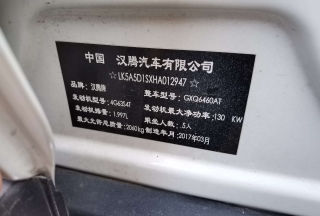 中国 汉腾汽车有限公司
☆LK5A5D1SXHA012947☆
品牌：汉腾牌 整车型号：GXQ6460AT
发动机型号：4G63S4T 发动机最大净功率：130 KW
发动机排量：1.997L 乘坐人数：5人
最大允许总质量：2060kg 制造年月：2017年03月